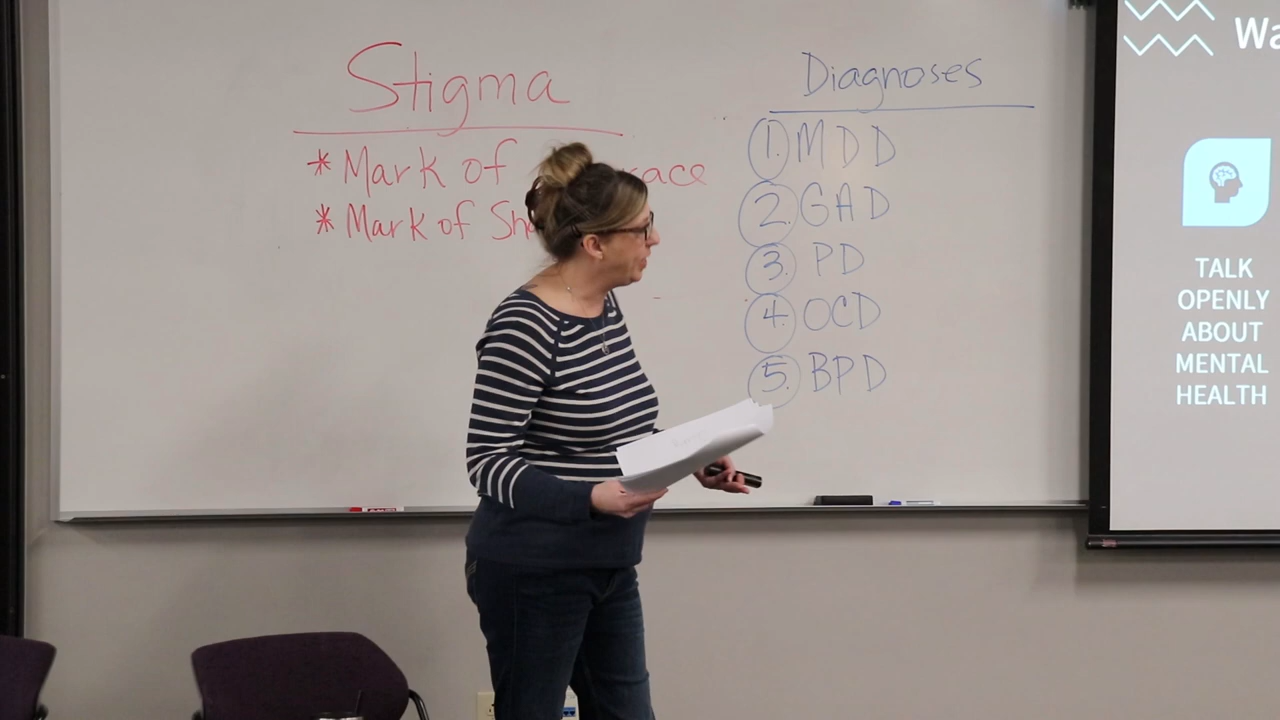 Stigma
* Mark of
* Mark of
Diagnoses
1. MDD
2. GAD
3. PD
4. OCD
5. BPD
TALK
OPENLY
ABOUT
MENTAL
HEALTH